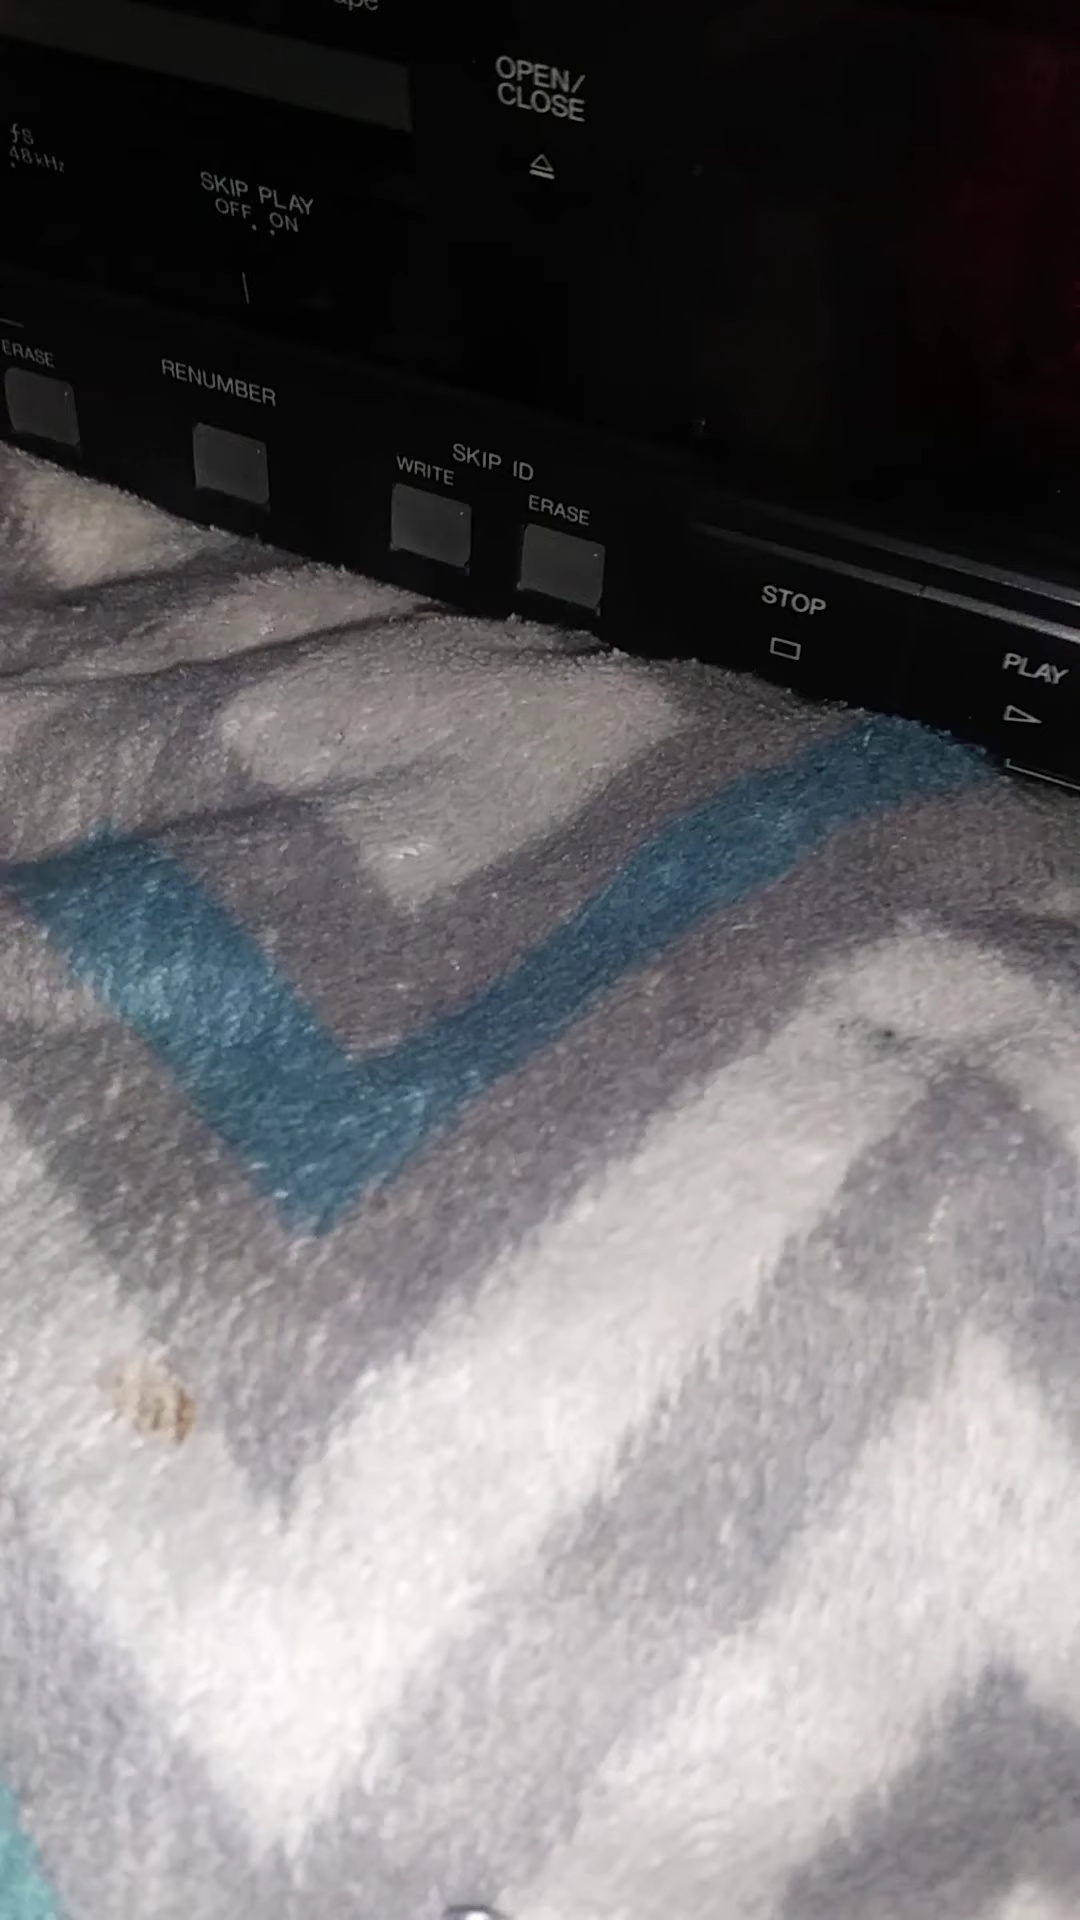 OPEN/
CLOSE
fs
48kHz
SKIP PLAY
OFF ON
ERASE
RENUMBER
SKIP ID
WRITE
ERASE
STOP
PLAY